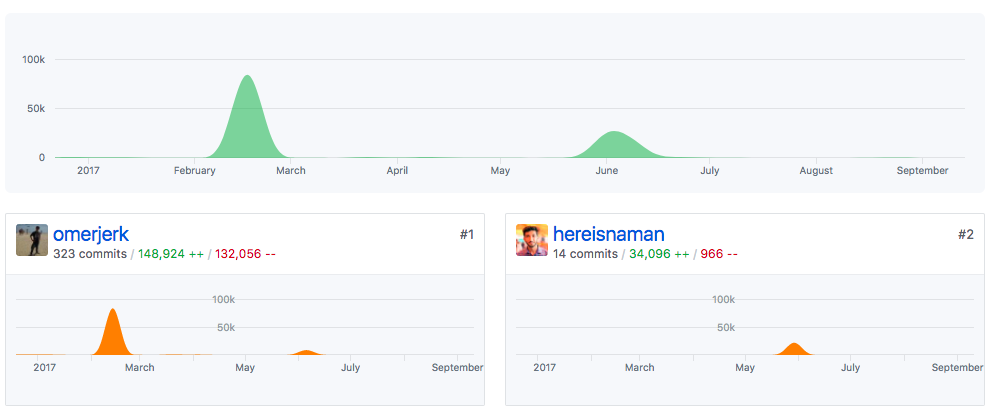 100k
50k
0
2017 February March April May June July August September
omerjerk #1
323 commits / 148,924 ++ / 132,056 --
100k
50k
2017 March May July September
hereisnaman #2
14 commits / 34,096 ++ / 966 --
100k
50k
2017 March May July September